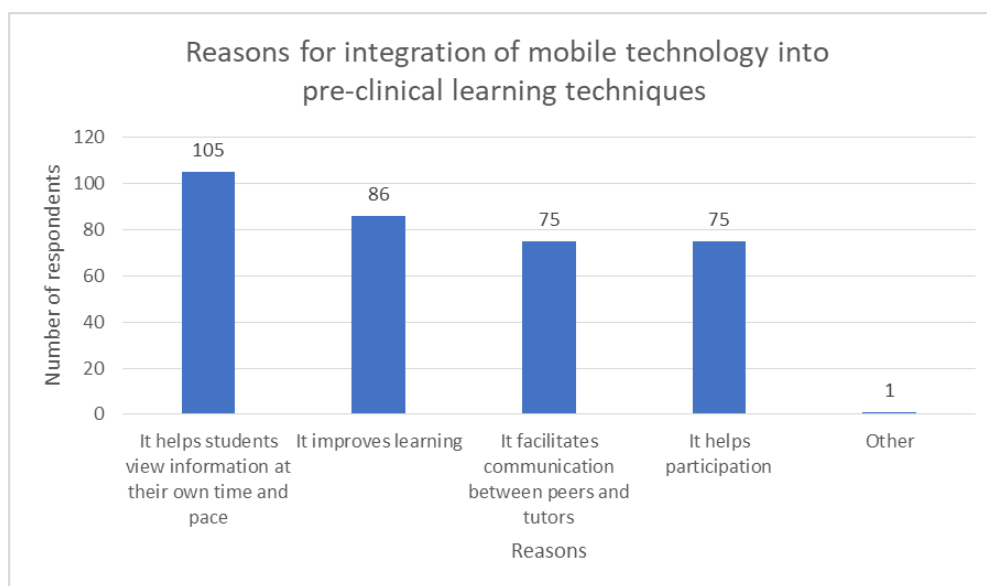 Reasons for integration of mobile technology into
pre-clinical learning techniques
Number of respondents
120
100
80
60
40
20
0
105
86
75
75
1
It helps students
view information at
their own time and
pace
It improves learning
It facilitates
communication
between peers and
tutors
It helps
participation
Other
Reasons